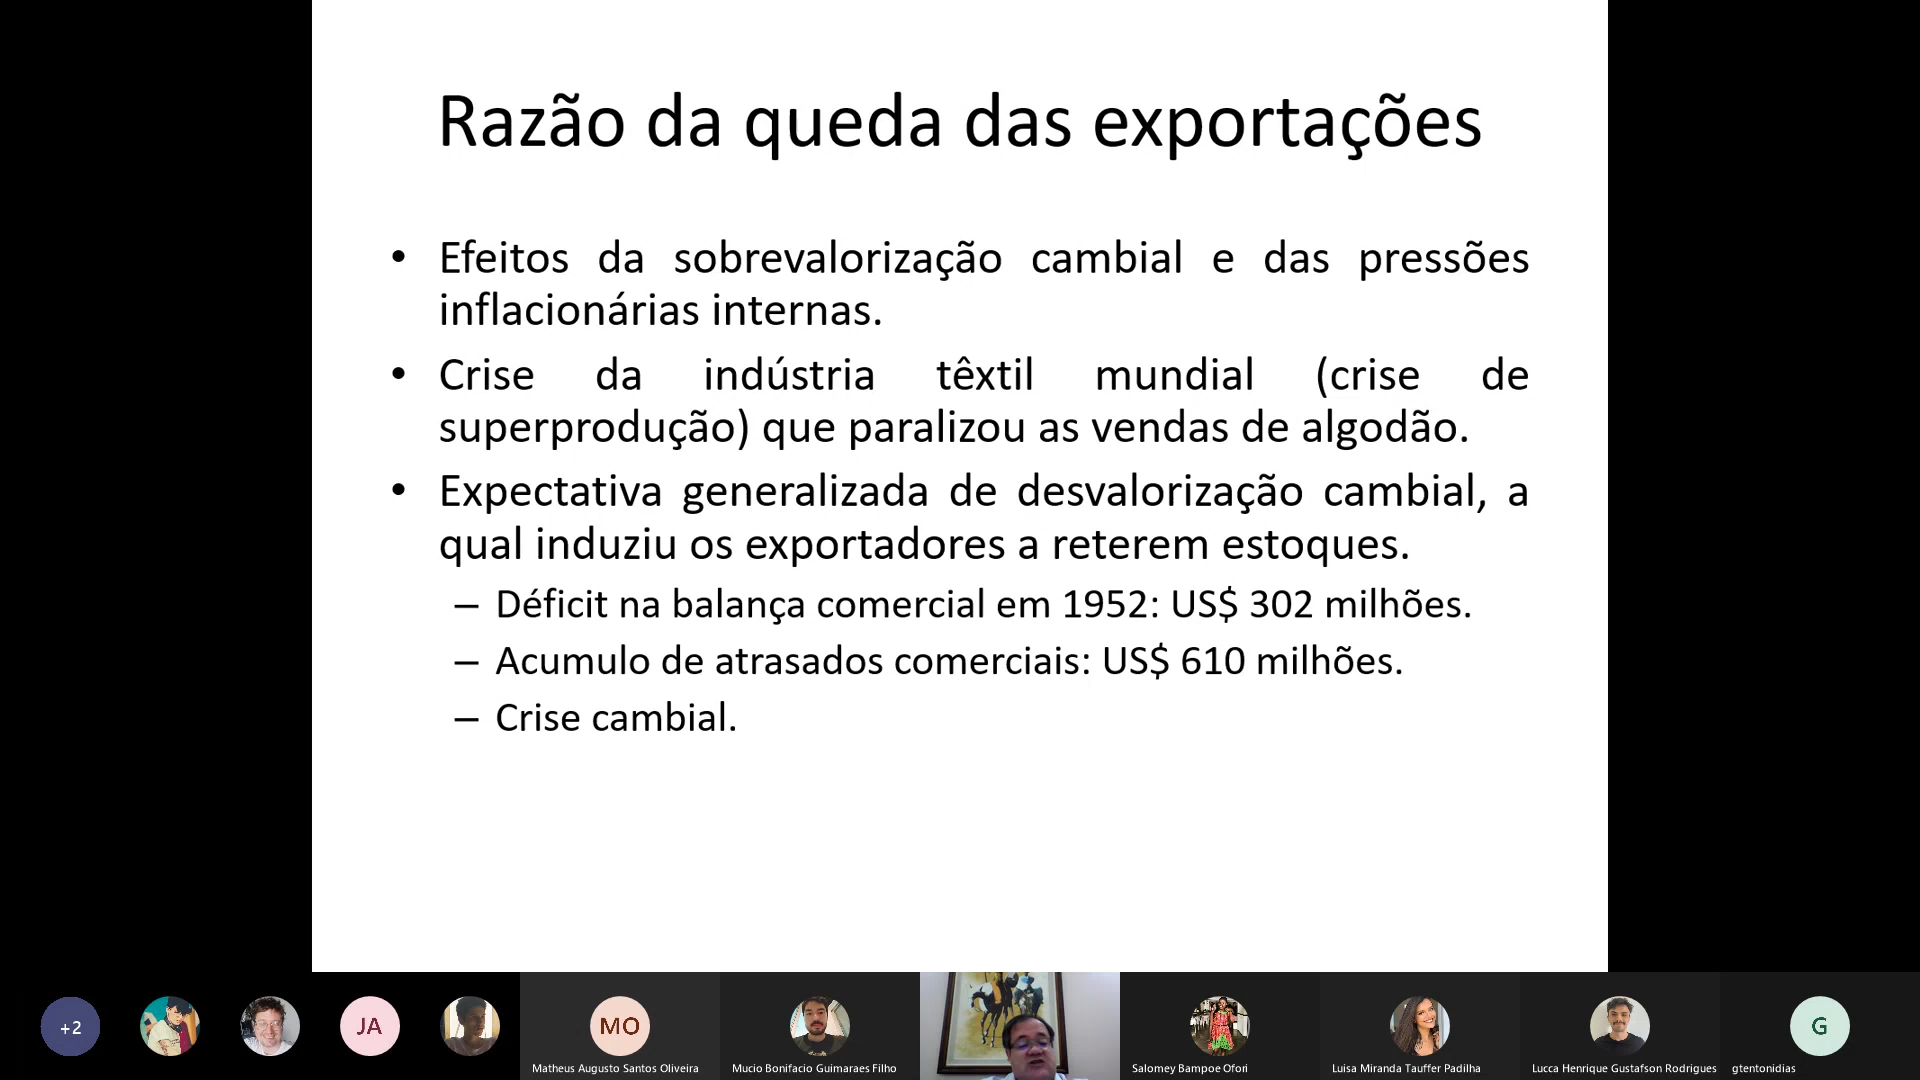 Razão da queda das exportações
• Efeitos da sobrevalorização cambial e das pressões
inflacionárias internas.
• Crise da indústria têxtil mundial (crise de
superprodução) que paralizou as vendas de algodão.
• Expectativa generalizada de desvalorização cambial, a
qual induziu os exportadores a reterem estoques.
– Déficit na balança comercial em 1952: US$ 302 milhões.
– Acumulo de atrasados comerciais: US$ 610 milhões.
– Crise cambial.
+2
JA
MO
G
Matheus Augusto Santos Oliveira
Mucio Bonifacio Guimaraes Filho
Salomey Bampoe Ofori
Luisa Miranda Tauffer Padilha
Lucca Henrique Gustafson Rodrigues
gtentonidias